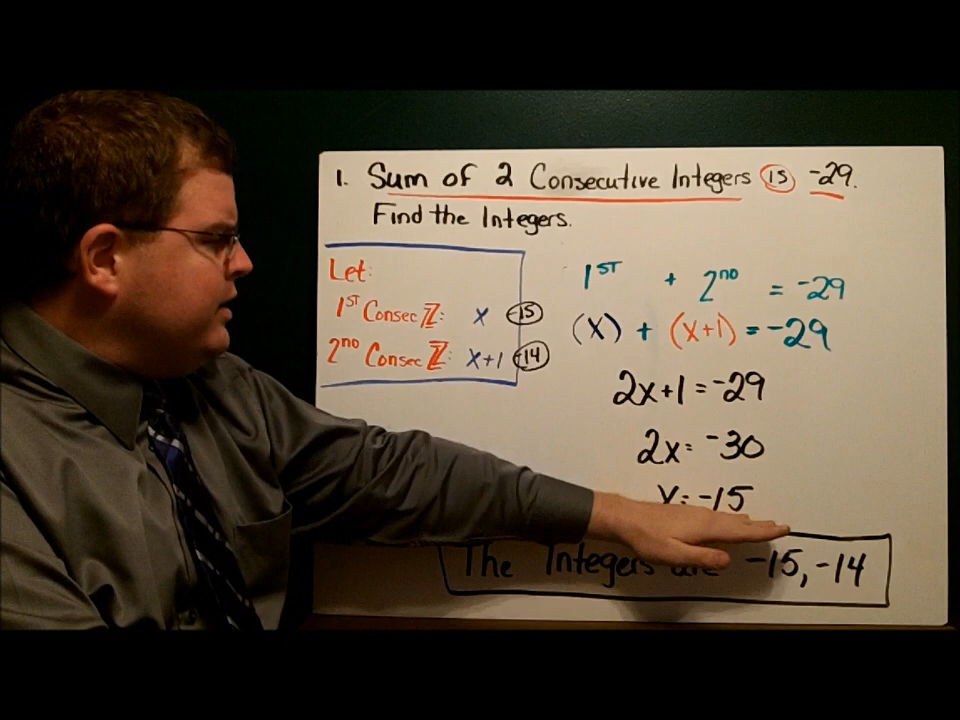 1. Sum of 2 Consecutive Integers is -29.
Find the Integers.
Let:
1ST Consec ℤ: x -15
2ND Consec ℤ: x+1 -14
1ST + 2ND = -29
(x) + (x+1) = -29
2x+1 = -29
2x = -30
x = -15
The Integers are -15, -14